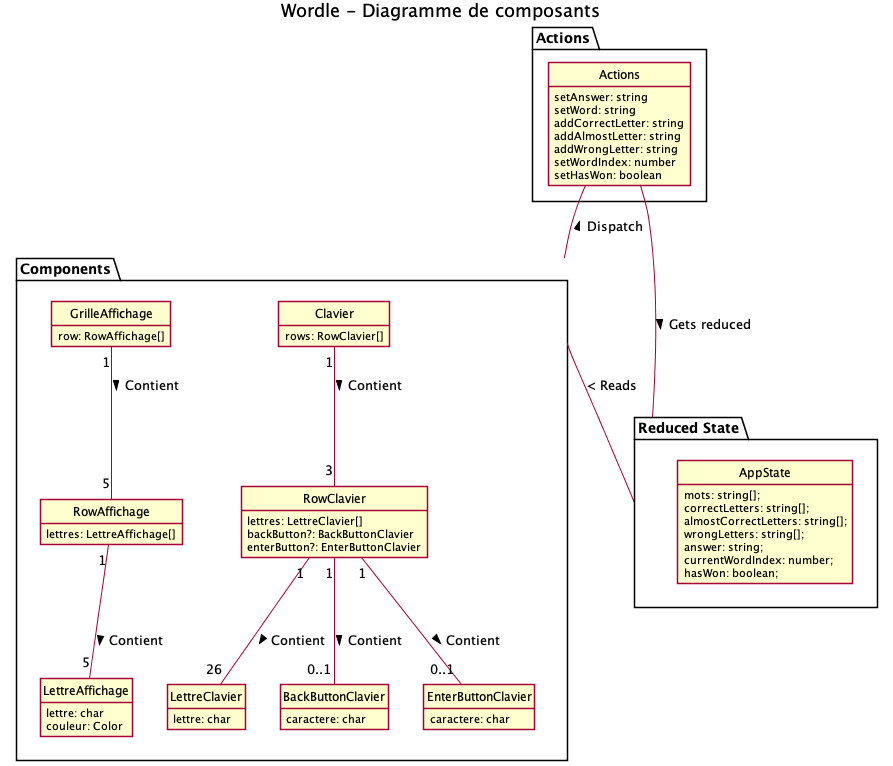 Wordle - Diagramme de composants
Actions
Actions
setAnswer: string
setWord: string
addCorrectLetter: string
addAlmostLetter: string
addWrongLetter: string
setWordIndex: number
setHasWon: boolean
Dispatch
Gets reduced
< Reads
Components
GrilleAffichage
row: RowAffichage[]
Clavier
rows: RowClavier[]
1
Contient
5
1
Contient
3
RowAffichage
lettres: LettreAffichage[]
RowClavier
lettres: LettreClavier[]
backButton?: BackButtonClavier
enterButton?: EnterButtonClavier
1
Contient
5
1
Contient
26
1
Contient
0..1
1
Contient
0..1
LettreAffichage
lettre: char
couleur: Color
LettreClavier
lettre: char
BackButtonClavier
caractere: char
EnterButtonClavier
caractere: char
Reduced State
AppState
mots: string[];
correctLetters: string[];
almostCorrectLetters: string[];
wrongLetters: string[];
answer: string;
currentWordIndex: number;
hasWon: boolean;